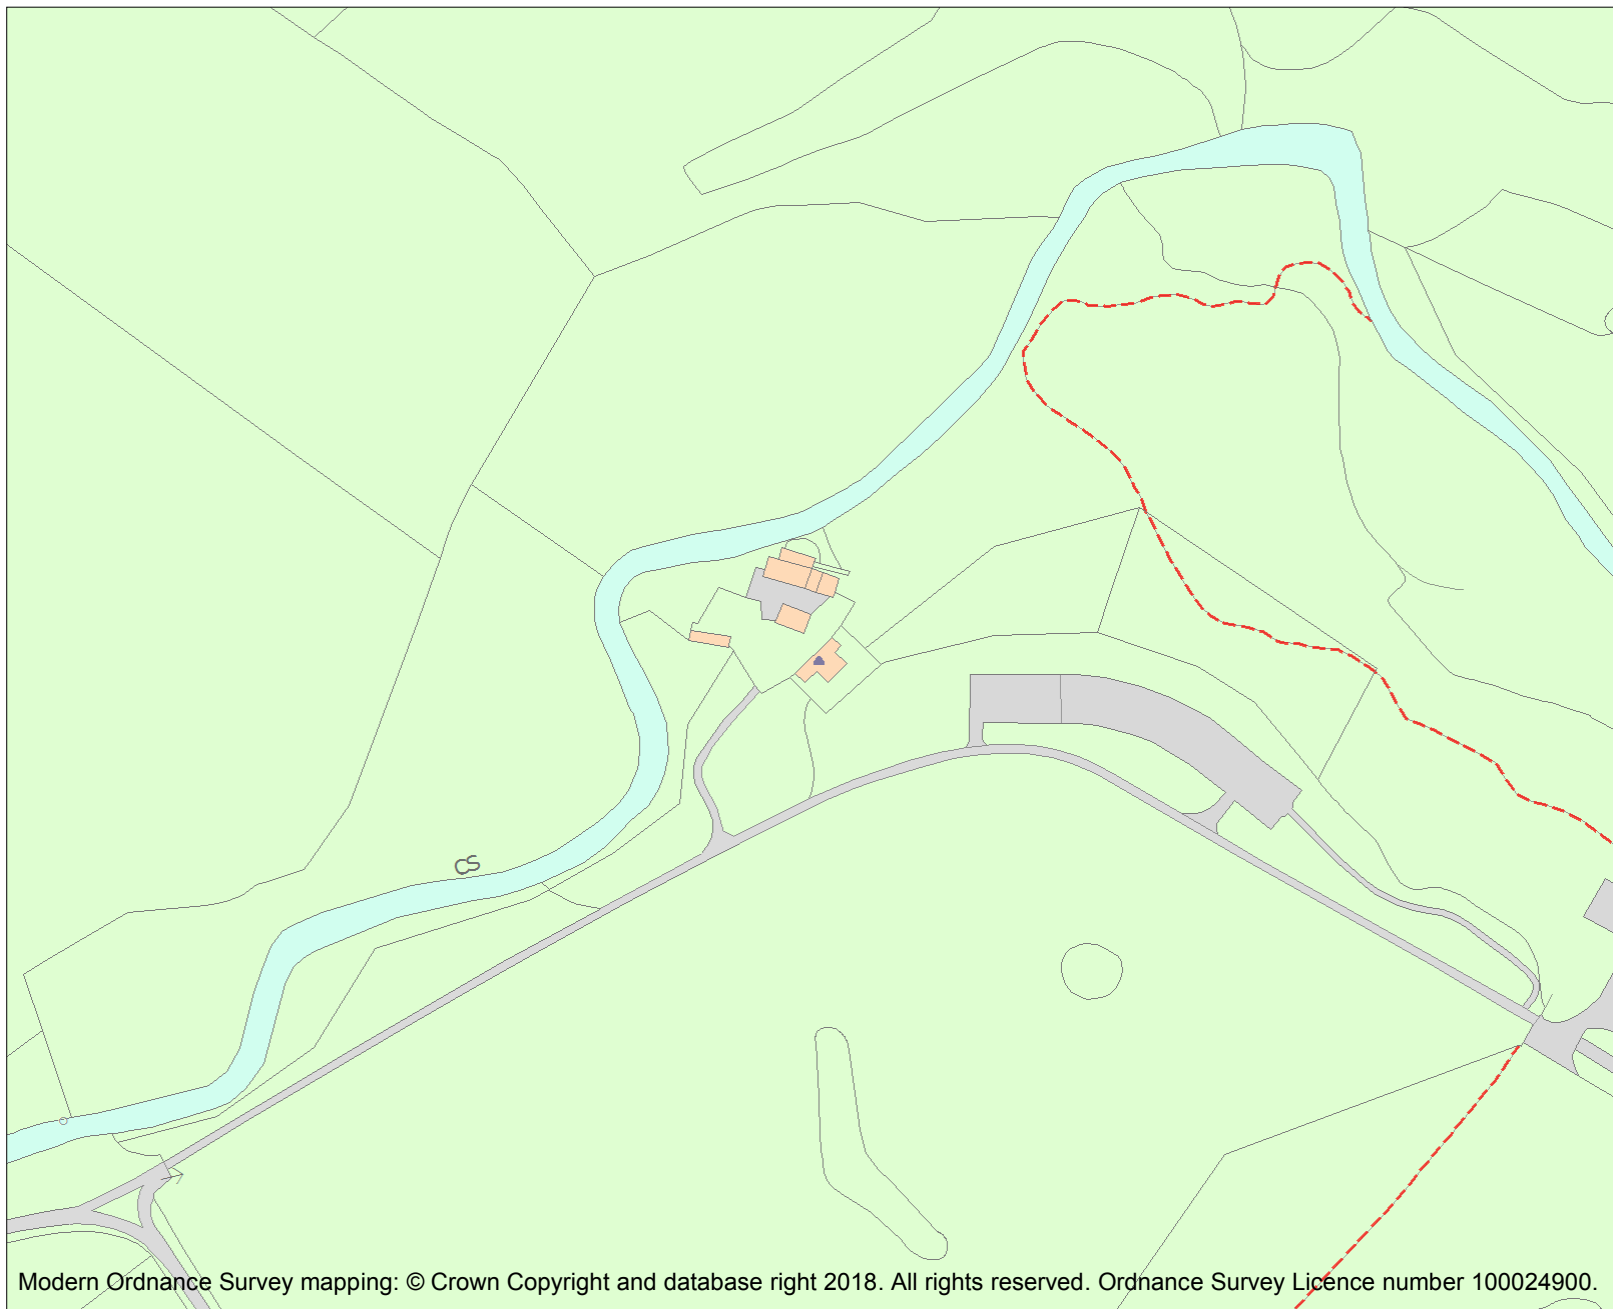 CS
Modern Ordnance Survey mapping: © Crown Copyright and database right 2018. All rights reserved. Ordnance Survey Licence number 100024900.